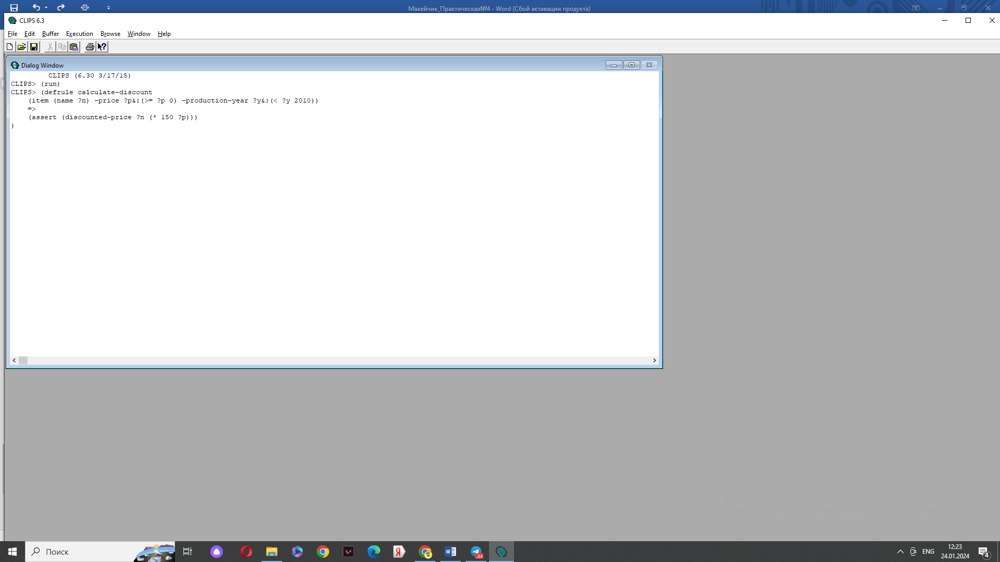 Макейчик_Практическая№4 - Word (Сбой активации продукта)
CLIPS 6.3
File Edit Buffer Execution Browse Window Help
Dialog Window
CLIPS (6.30 3/17/15)
CLIPS> (run)
CLIPS> (defrule calculate-discount
(item (name ?n) -price ?p&:(>= ?p 0) -production-year ?y&:(< ?y 2010))
=>
(assert (discounted-price ?n (* 150 ?p)))
)
Поиск
34
ENG
12:23
24.01.2024
4